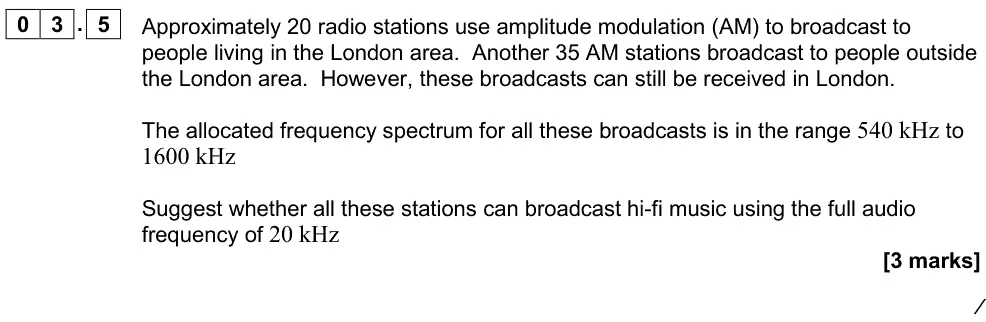 03.5 Approximately 20 radio stations use amplitude modulation (AM) to broadcast to
people living in the London area. Another 35 AM stations broadcast to people outside
the London area. However, these broadcasts can still be received in London.
The allocated frequency spectrum for all these broadcasts is in the range 540 kHz to
1600 kHz
Suggest whether all these stations can broadcast hi-fi music using the full audio
frequency of 20 kHz
[3 marks]